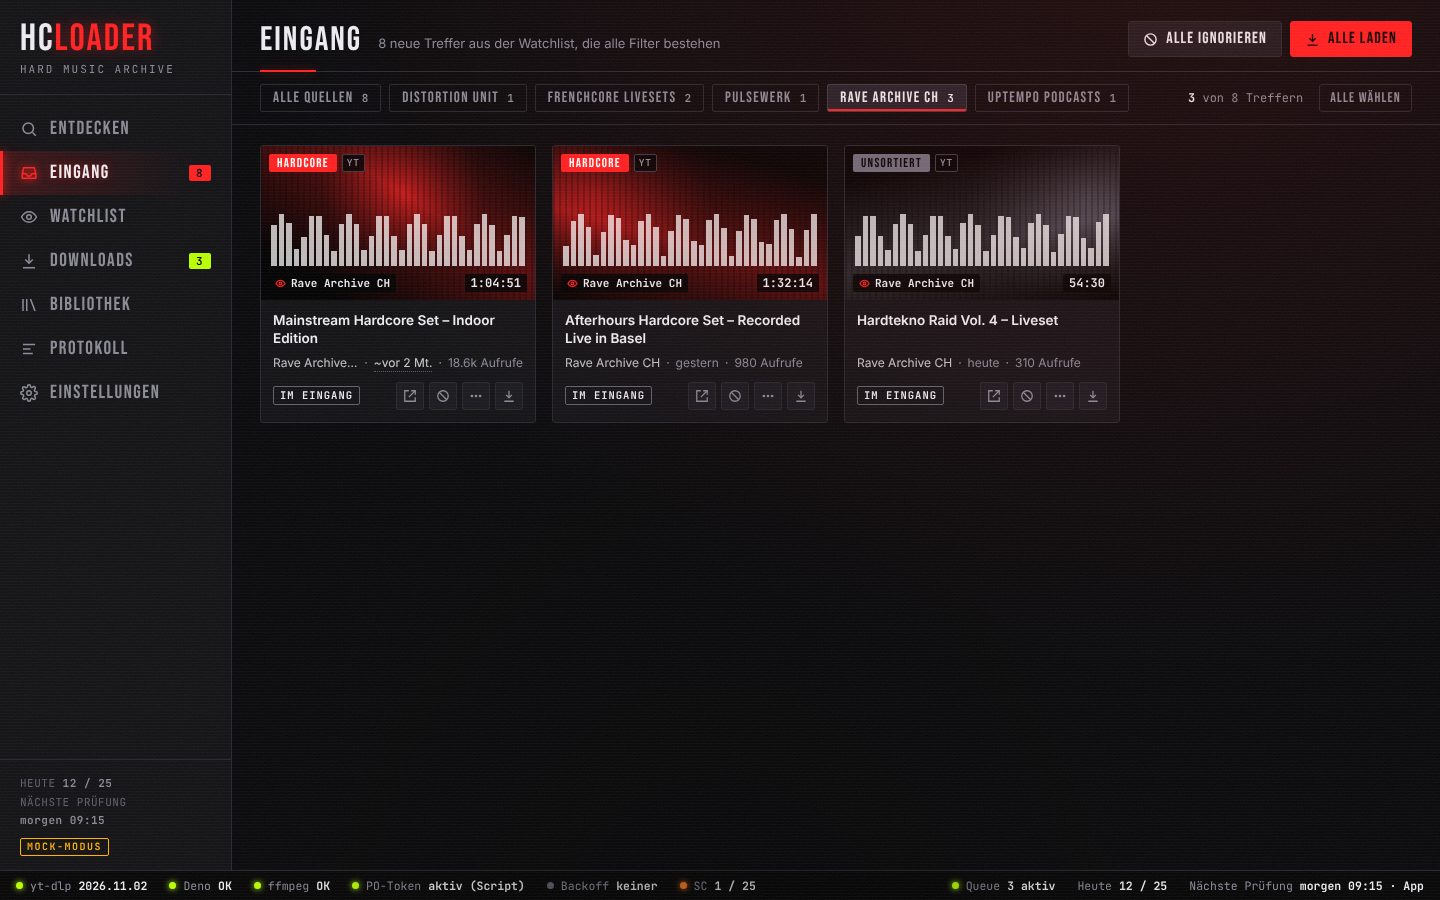 HCLOADER
HARD MUSIC ARCHIVE
ENTDECKEN
EINGANG 8
WATCHLIST
DOWNLOADS 3
BIBLIOTHEK
PROTOKOLL
EINSTELLUNGEN
HEUTE 12 / 25
NÄCHSTE PRÜFUNG
morgen 09:15
MOCK-MODUS
EINGANG 8 neue Treffer aus der Watchlist, die alle Filter bestehen
ALLE IGNORIEREN ALLE LADEN
ALLE QUELLEN 8 DISTORTION UNIT 1 FRENCHCORE LIVESETS 2 PULSEWERK 1 RAVE ARCHIVE CH 3 UPTEMPO PODCASTS 1 3 von 8 Treffern ALLE WÄHLEN
HARDCORE YT
Rave Archive CH 1:04:51
Mainstream Hardcore Set – Indoor
Edition
Rave Archive... · ~vor 2 Mt. · 18.6k Aufrufe
IM EINGANG
HARDCORE YT
Rave Archive CH 1:32:14
Afterhours Hardcore Set – Recorded
Live in Basel
Rave Archive CH · gestern · 980 Aufrufe
IM EINGANG
UNSORTIERT YT
Rave Archive CH 54:30
Hardtekno Raid Vol. 4 – Liveset
Rave Archive CH · heute · 310 Aufrufe
IM EINGANG
yt-dlp 2026.11.02 Deno OK ffmpeg OK PO-Token aktiv (Script) Backoff keiner SC 1 / 25 Queue 3 aktiv Heute 12 / 25 Nächste Prüfung morgen 09:15 · App